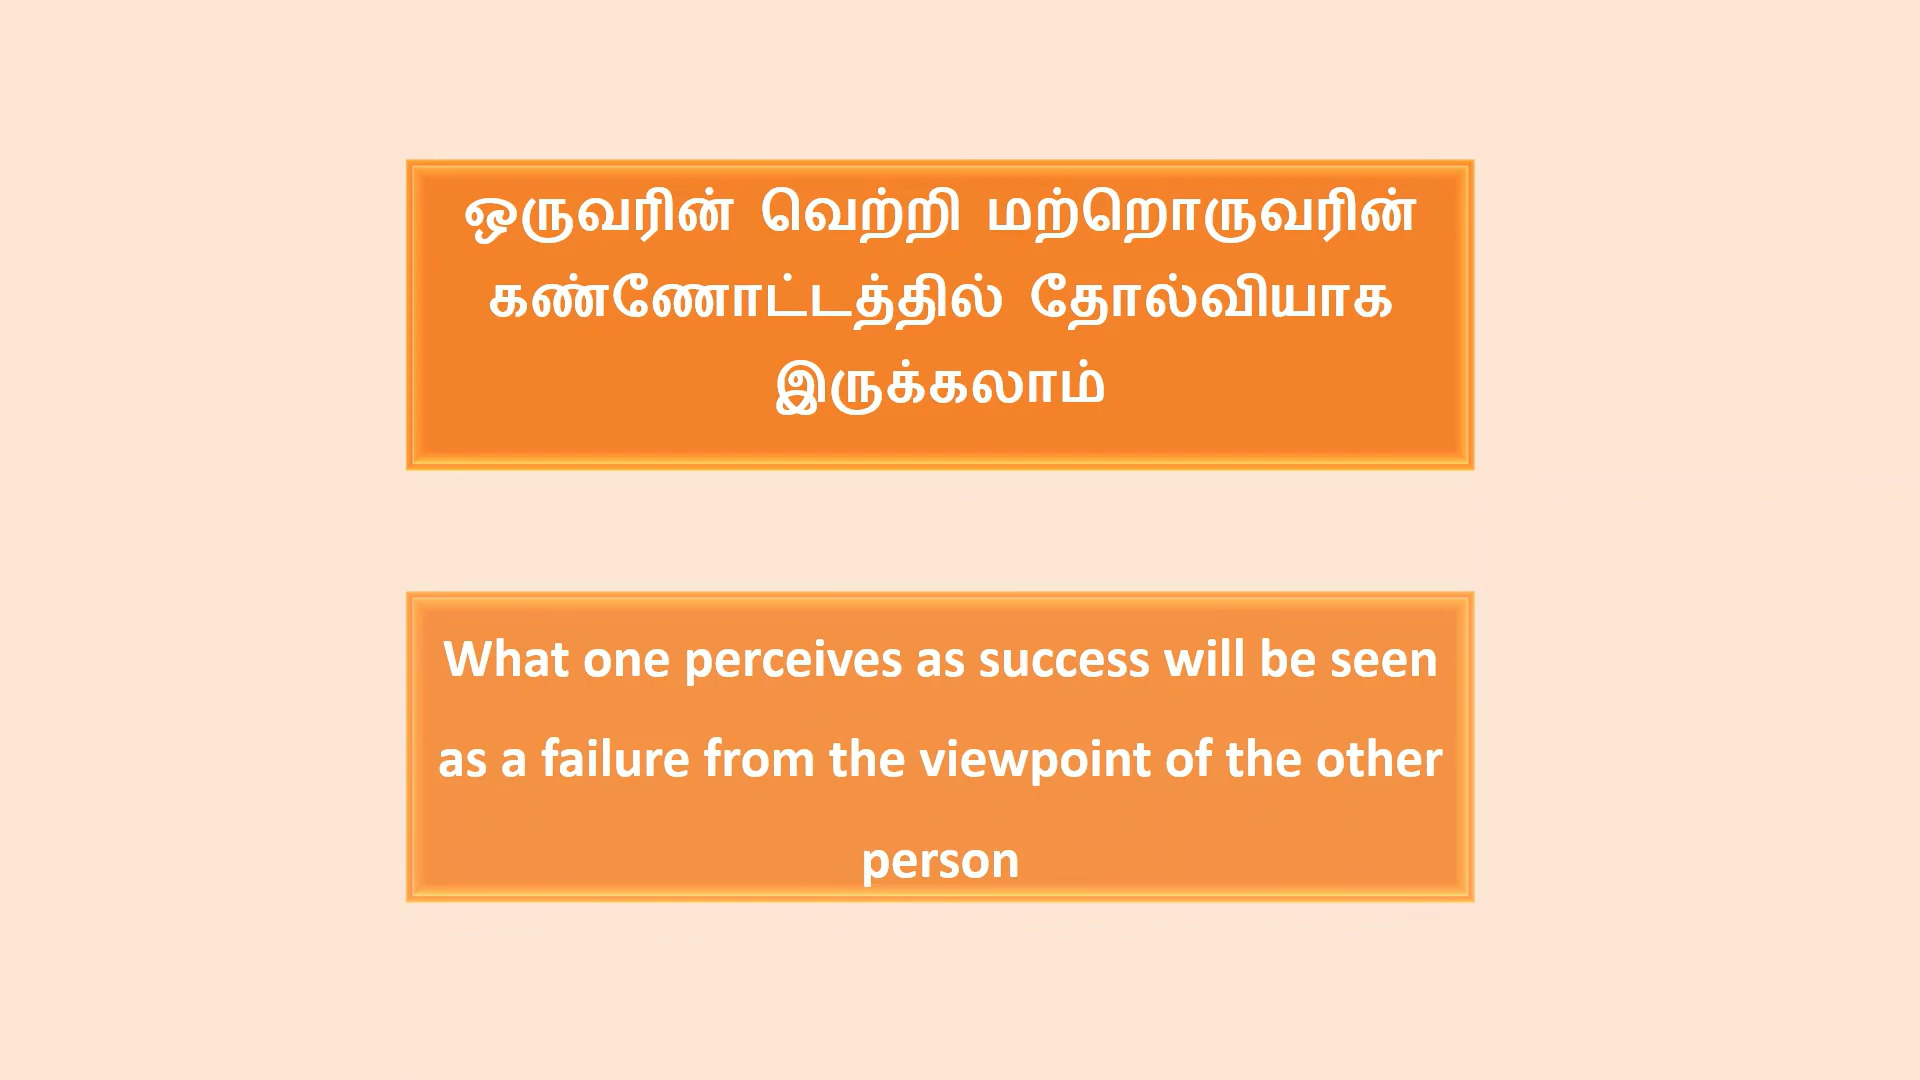 ஒருவரின் வெற்றி மற்றொருவரின்
கண்ணோட்டத்தில் தோல்வியாக
இருக்கலாம்
What one perceives as success will be seen
as a failure from the viewpoint of the other
person